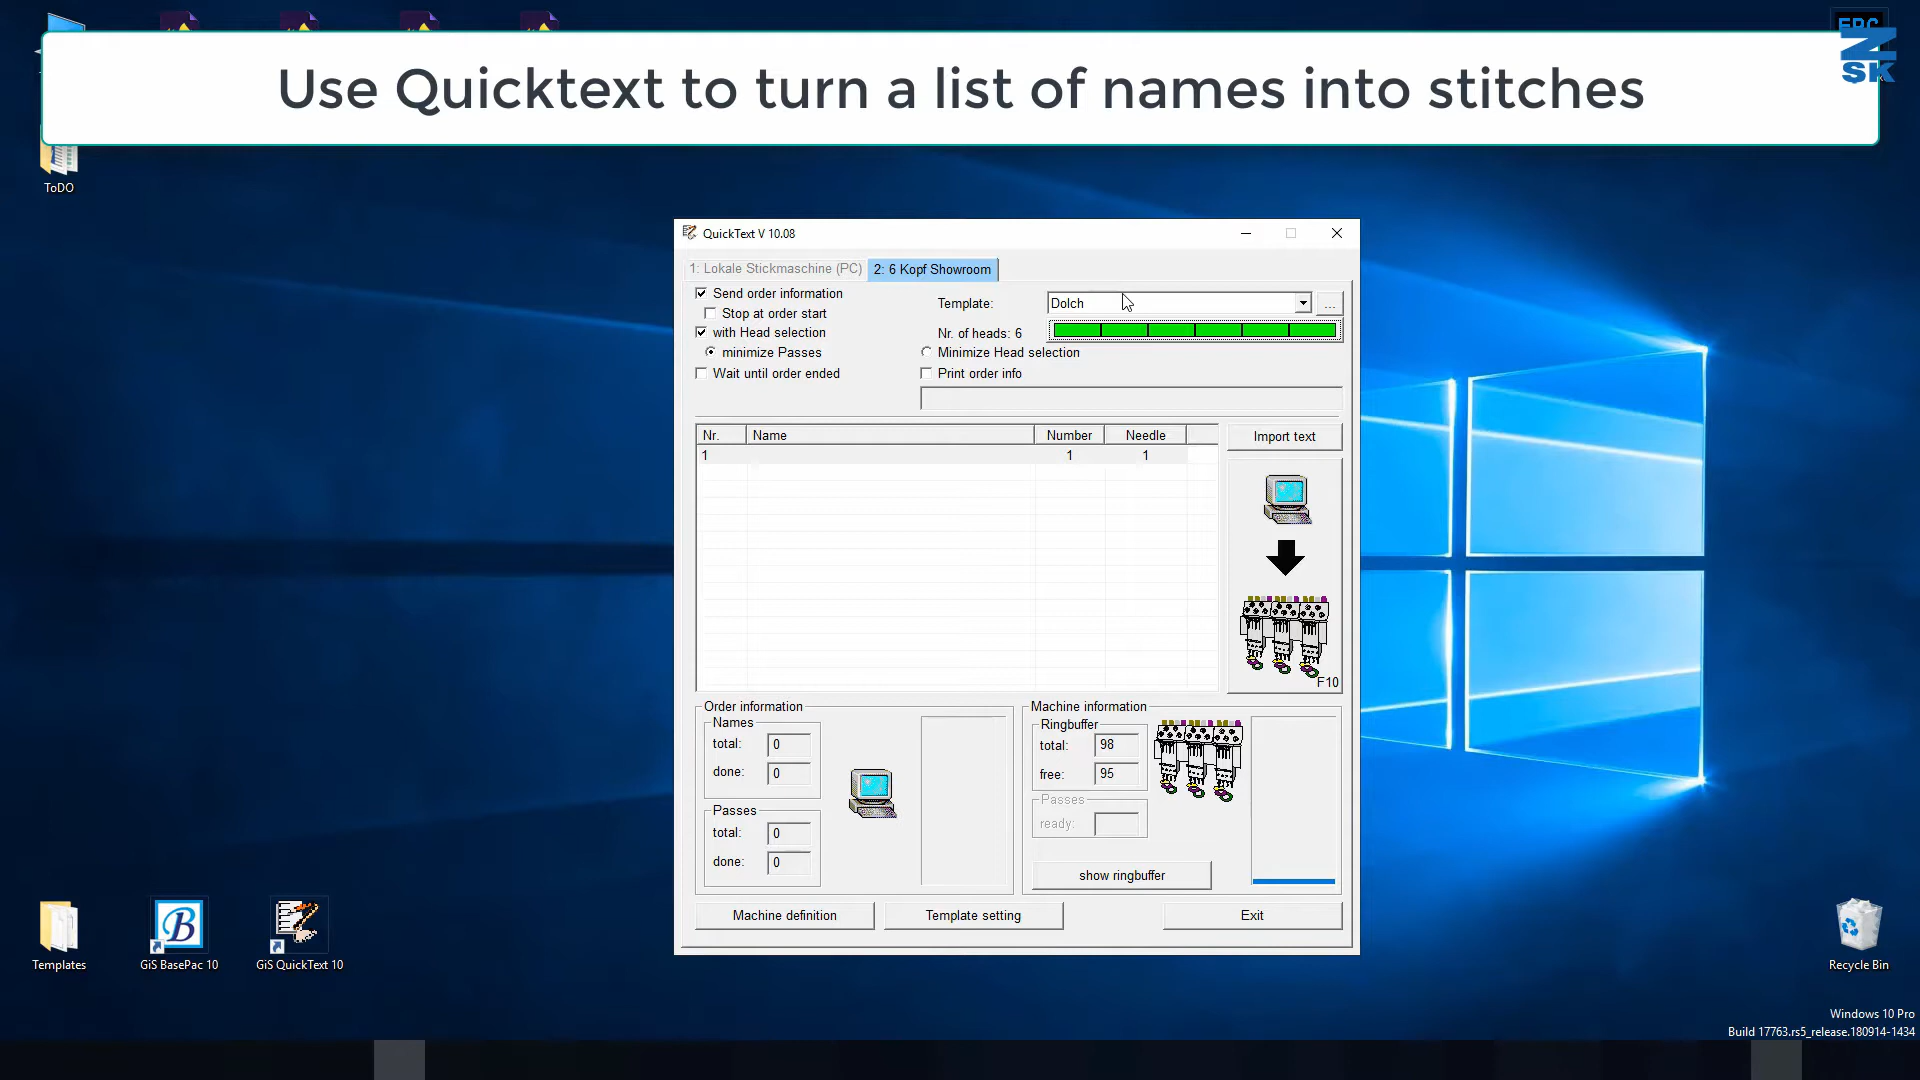 Use Quicktext to turn a list of names into stitches
ZSK
ToDO
QuickText V 10.08
1: Lokale Stickmaschine (PC)
2: 6 Kopf Showroom
Send order information
Template:
Dolch
...
Stop at order start
with Head selection
Nr. of heads: 6
minimize Passes
Minimize Head selection
Wait until order ended
Print order info
Nr.
Name
Number
Needle
Import text
1
1
1
F10
Order information
Names
total:
0
done:
0
Passes
total:
0
done:
0
Machine information
Ringbuffer
total:
98
free:
95
Passes
ready:
show ringbuffer
Machine definition
Template setting
Exit
Templates
GiS BasePac 10
GiS QuickText 10
Recycle Bin
Windows 10 Pro
Build 17763.rs5_release.180914-1434